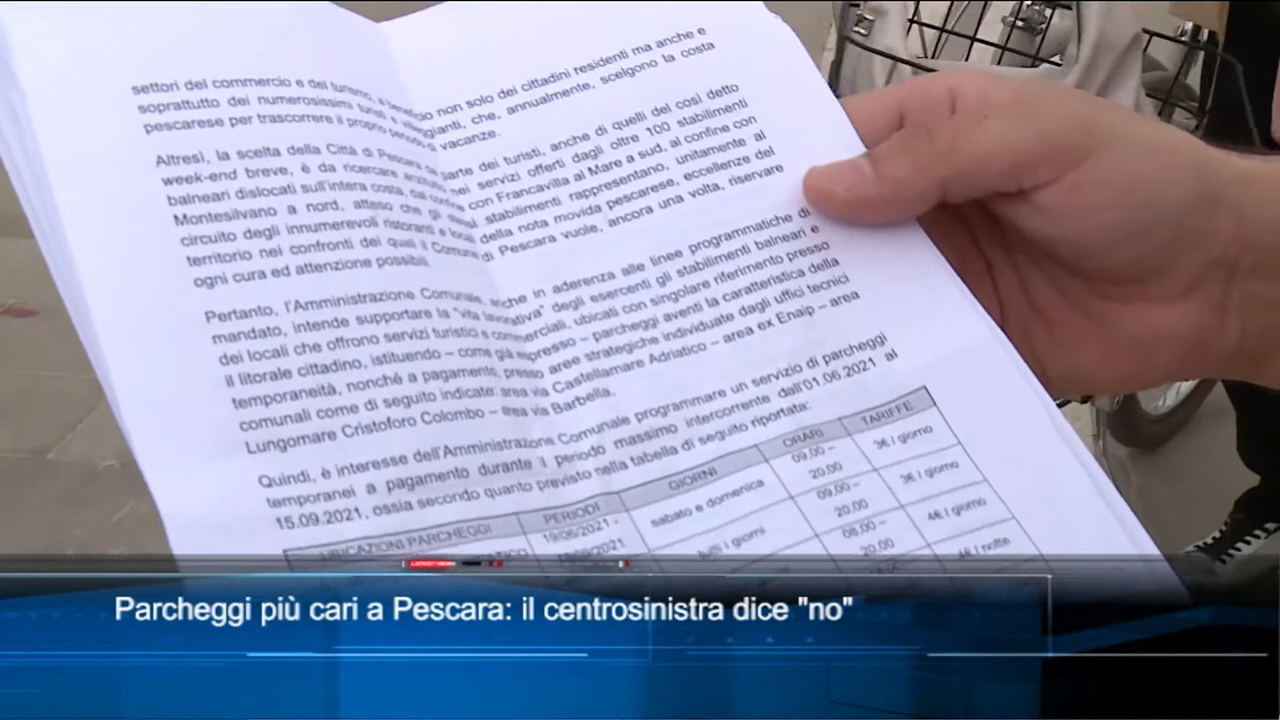 settori del commercio e del turismo, a beneficio non solo dei cittadini residenti ma anche e
soprattutto dei numerosissimi turisti e villeggianti, che, annualmente, scelgono la costa
pescarese per trascorrere il proprio periodo di vacanze.
Altresì, la scelta della Città di Pescara da parte dei turisti, anche di quelli del così detto
week-end breve, è da ricercare anzitutto nei servizi offerti dagli oltre 100 stabilimenti
balneari dislocati sull'intera costa, dal confine con Francavilla al Mare a sud, al confine con
Montesilvano a nord, atteso che gli stessi stabilimenti rappresentano, unitamente al
circuito degli innumerevoli ristoranti e locali della nota movida pescarese, eccellenze del
territorio nei confronti dei quali il Comune di Pescara vuole, ancora una volta, riservare
ogni cura ed attenzione possibili.
Pertanto, l'Amministrazione Comunale, anche in aderenza alle linee programmatiche di
mandato, intende supportare la "vita lavorativa" degli esercenti gli stabilimenti balneari e
dei locali che offrono servizi turistici e commerciali, ubicati con singolare riferimento presso
il litorale cittadino, istituendo – come già espresso – parcheggi aventi la caratteristica della
temporaneità, nonché a pagamento, presso aree strategiche individuate dagli uffici tecnici
comunali come di seguito indicate: area via Castellamare Adriatico – area ex Enaip – area
Lungomare Cristoforo Colombo – area via Barbella.
Quindi, è interesse dell'Amministrazione Comunale programmare un servizio di parcheggi
temporanei a pagamento durante il periodo massimo intercorrente dall'01.06.2021 al
15.09.2021, ossia secondo quanto previsto nella tabella di seguito riportata:
UBICAZIONI PARCHEGGI PERIODI GIORNI ORARI TARIFFE
19/06/2021 - sabato e domenica 09.00 – 20.00 3€ / giorno
tutti i giorni 09.00 – 20.00 3€ / giorno
08.00 – 20.00 4€ / giorno
4€ / notte
LATEST NEWS
Parcheggi più cari a Pescara: il centrosinistra dice "no"